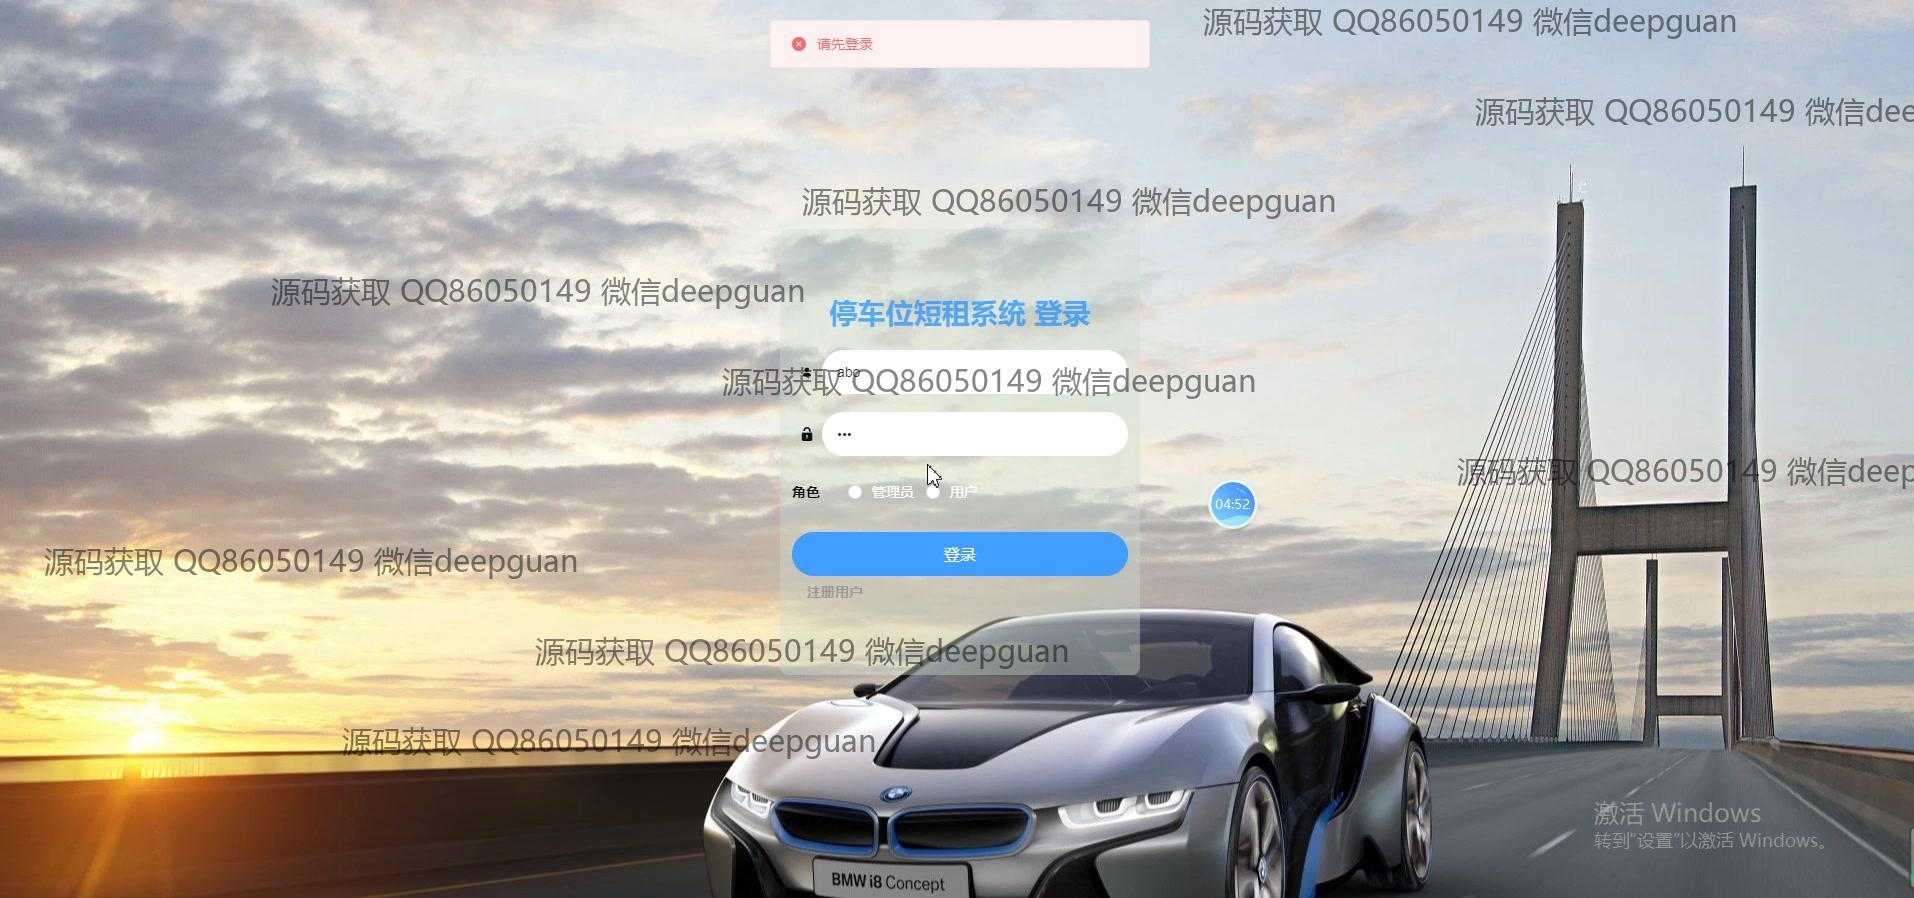 源码获取 QQ86050149 微信deepguan
请先登录
源码获取 QQ86050149 微信dee
源码获取 QQ86050149 微信deepguan
源码获取 QQ86050149 微信deepguan
停车位短租系统 登录
abo
源码获取 QQ86050149 微信deepguan
•••
源码获取 QQ86050149 微信deep
角色 管理员 用户
04:52
登录
源码获取 QQ86050149 微信deepguan
注册用户
源码获取 QQ86050149 微信deepguan
源码获取 QQ86050149 微信deepguan
激活 Windows
转到“设置”以激活 Windows。
BMW i8 Concept